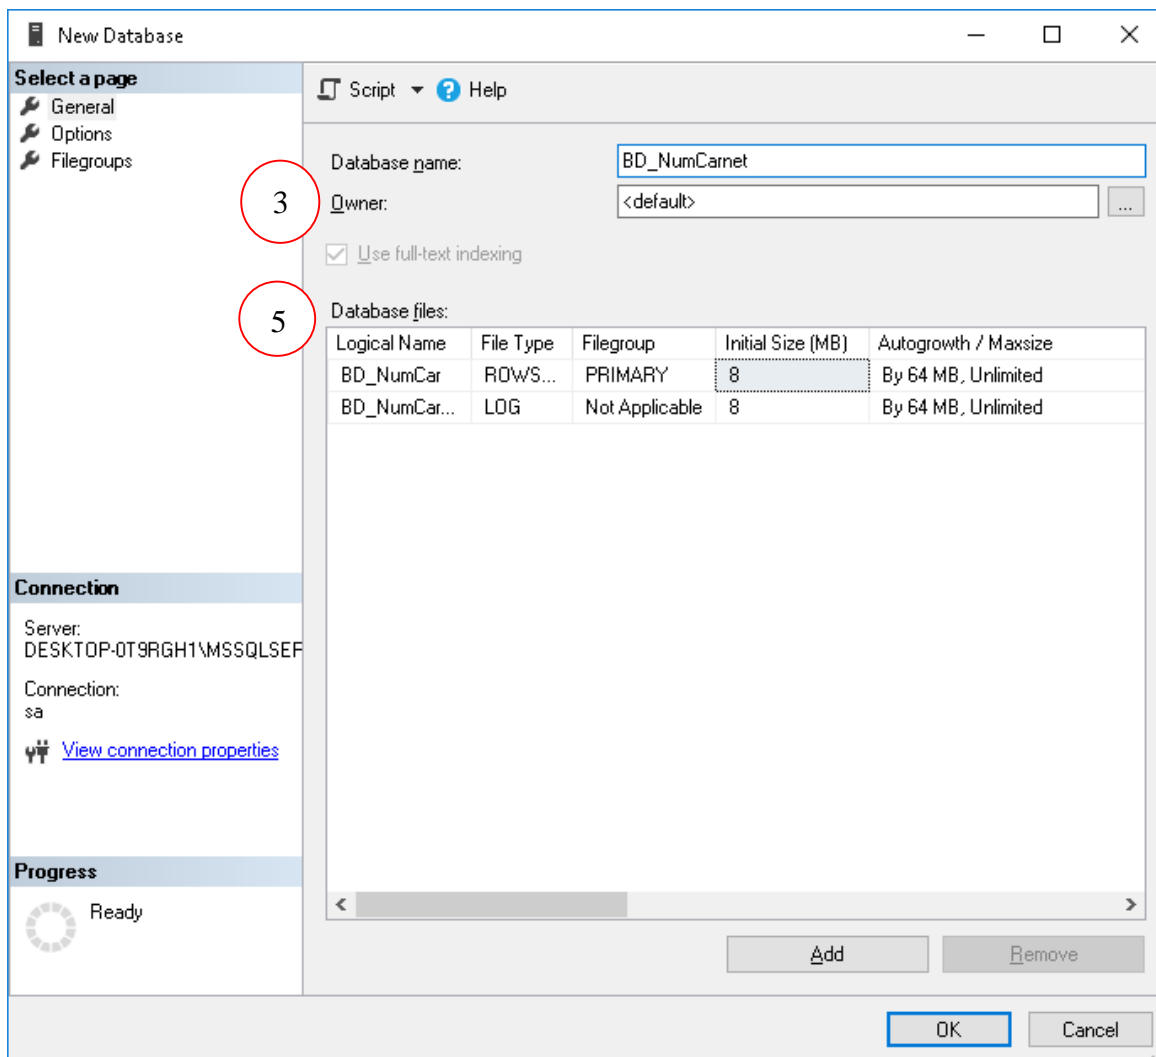 New Database
Select a page
General
Options
Filegroups
Script Help
Database name: BD_NumCarnet
3 Owner: <default> ...
Use full-text indexing
5 Database files:
Logical Name File Type Filegroup Initial Size (MB) Autogrowth / Maxsize
BD_NumCar ROWS... PRIMARY 8 By 64 MB, Unlimited
BD_NumCar... LOG Not Applicable 8 By 64 MB, Unlimited
Connection
Server:
DESKTOP-0T9RGH1\MSSQLSEF
Connection:
sa
View connection properties
Progress
Ready
Add Remove
OK Cancel